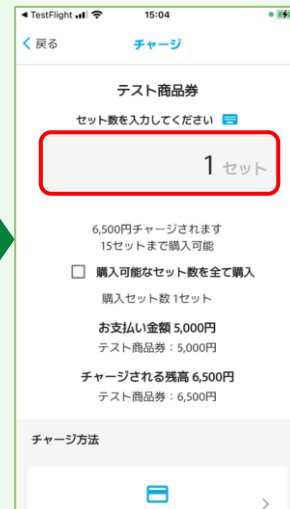 TestFlight 15:04
戻る チャージ
テスト商品券
セット数を入力してください
1 セット
6,500円チャージされます
15セットまで購入可能
購入可能なセット数を全て購入
購入セット数 1セット
お支払い金額 5,000円
テスト商品券：5,000円
チャージされる残高 6,500円
テスト商品券：6,500円
チャージ方法